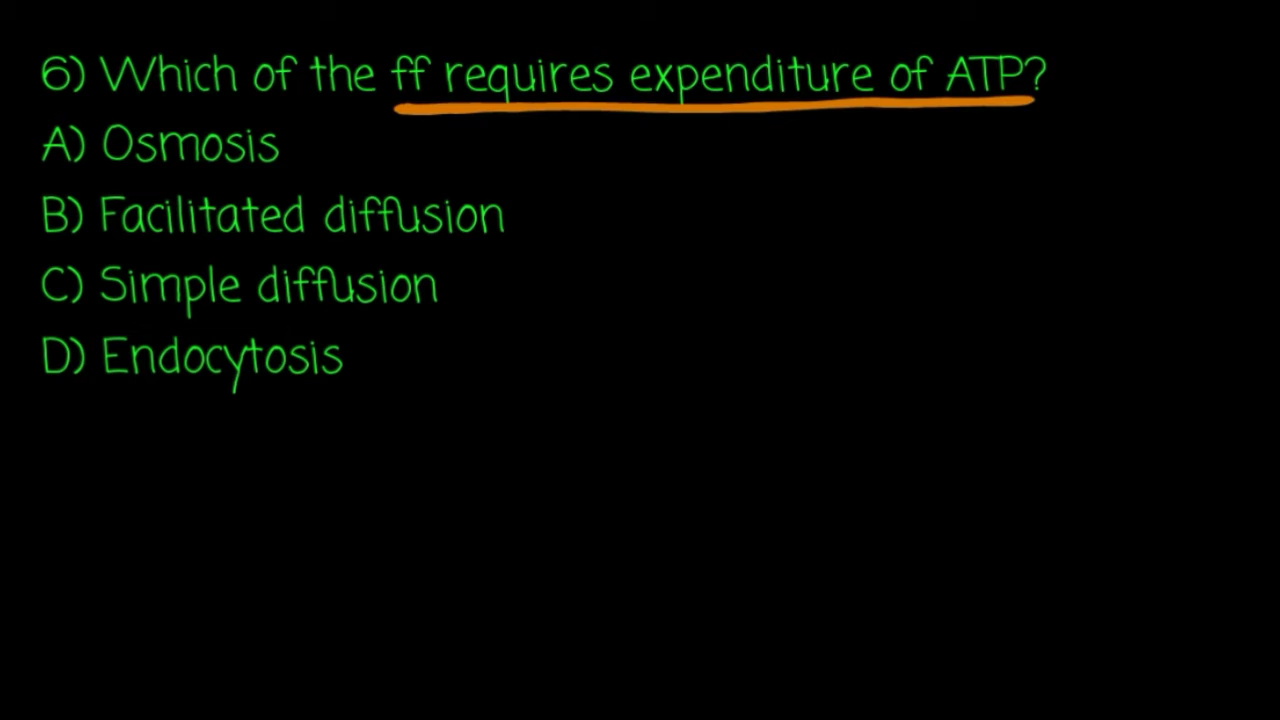 6) Which of the ff requires expenditure of ATP?
A) Osmosis
B) Facilitated diffusion
C) Simple diffusion
D) Endocytosis